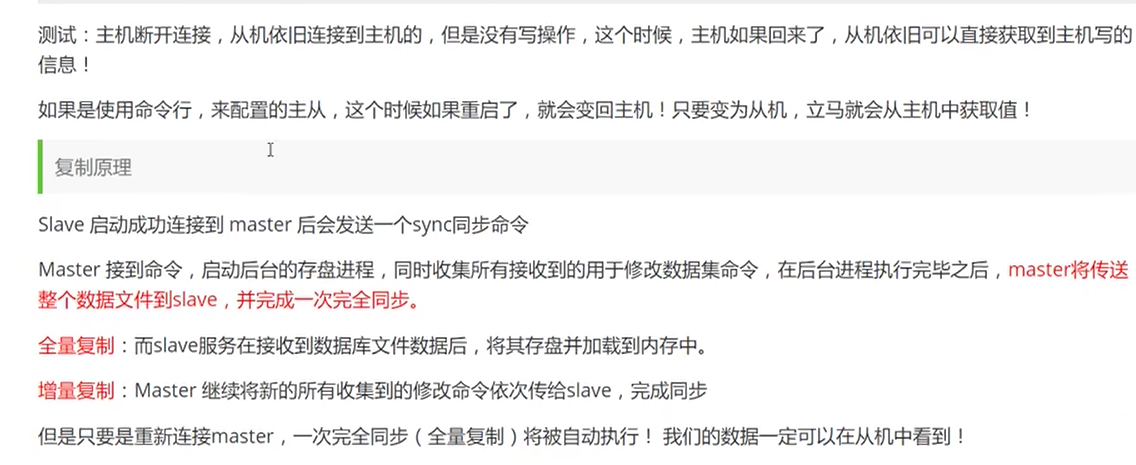 测试：主机断开连接，从机依旧连接到主机的，但是没有写操作，这个时候，主机如果回来了，从机依旧可以直接获取到主机写的
信息！
如果是使用命令行，来配置的主从，这个时候如果重启了，就会变回主机！只要变为从机，立马就会从主机中获取值！
复制原理
Slave 启动成功连接到 master 后会发送一个sync同步命令
Master 接到命令，启动后台的存盘进程，同时收集所有接收到的用于修改数据集命令，在后台进程执行完毕之后，master将传送
整个数据文件到slave，并完成一次完全同步。
全量复制：而slave服务在接收到数据库文件数据后，将其存盘并加载到内存中。
增量复制：Master 继续将新的所有收集到的修改命令依次传给slave，完成同步
但是只要是重新连接master，一次完全同步（全量复制）将被自动执行！ 我们的数据一定可以在从机中看到！